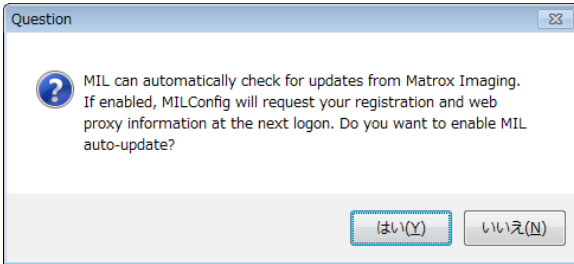 Question
MIL can automatically check for updates from Matrox Imaging.
If enabled, MILConfig will request your registration and web
proxy information at the next logon. Do you want to enable MIL
auto-update?
はい(Y) いいえ(N)